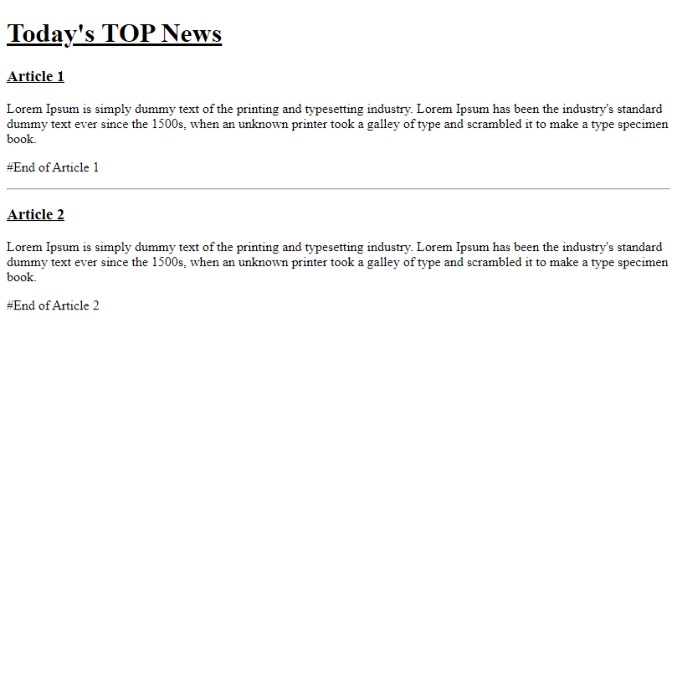 Today's TOP News
Article 1
Lorem Ipsum is simply dummy text of the printing and typesetting industry. Lorem Ipsum has been the industry's standard
dummy text ever since the 1500s, when an unknown printer took a galley of type and scrambled it to make a type specimen
book.
#End of Article 1
Article 2
Lorem Ipsum is simply dummy text of the printing and typesetting industry. Lorem Ipsum has been the industry's standard
dummy text ever since the 1500s, when an unknown printer took a galley of type and scrambled it to make a type specimen
book.
#End of Article 2